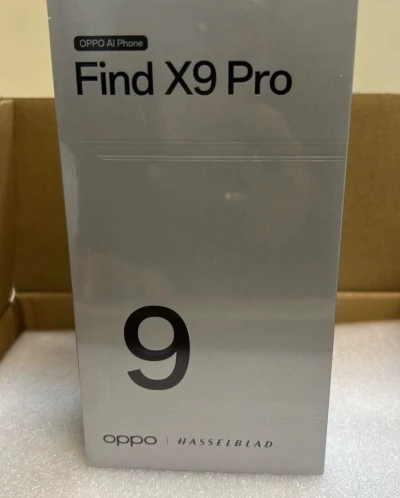 OPPO AI Phone
Find X9 Pro
9
oppo | HASSELBLAD